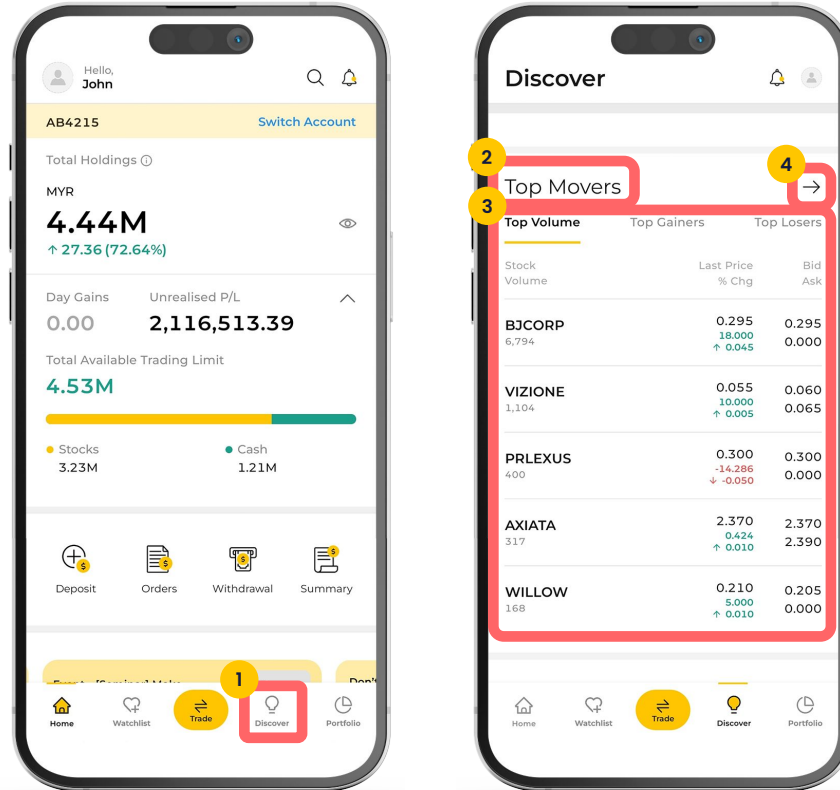 Hello,
John
AB4215 Switch Account
Total Holdings
MYR
4.44M
↑ 27.36 (72.64%)
Day Gains Unrealised P/L
0.00 2,116,513.39
Total Available Trading Limit
4.53M
Stocks Cash
3.23M 1.21M
Deposit Orders Withdrawal Summary
1
Home Watchlist Trade Discover Portfolio
Discover
2
4
Top Movers →
3
Top Volume Top Gainers Top Losers
Stock Last Price Bid
Volume % Chg Ask
BJCORP 0.295 0.295
6,794 18.000 0.000
↑ 0.045
VIZIONE 0.055 0.060
1,104 10.000 0.065
↑ 0.005
PRLEXUS 0.300 0.300
400 -14.286 0.000
↓ -0.050
AXIATA 2.370 2.370
317 0.424 2.390
↑ 0.010
WILLOW 0.210 0.205
168 5.000 0.000
↑ 0.010
Home Watchlist Trade Discover Portfolio